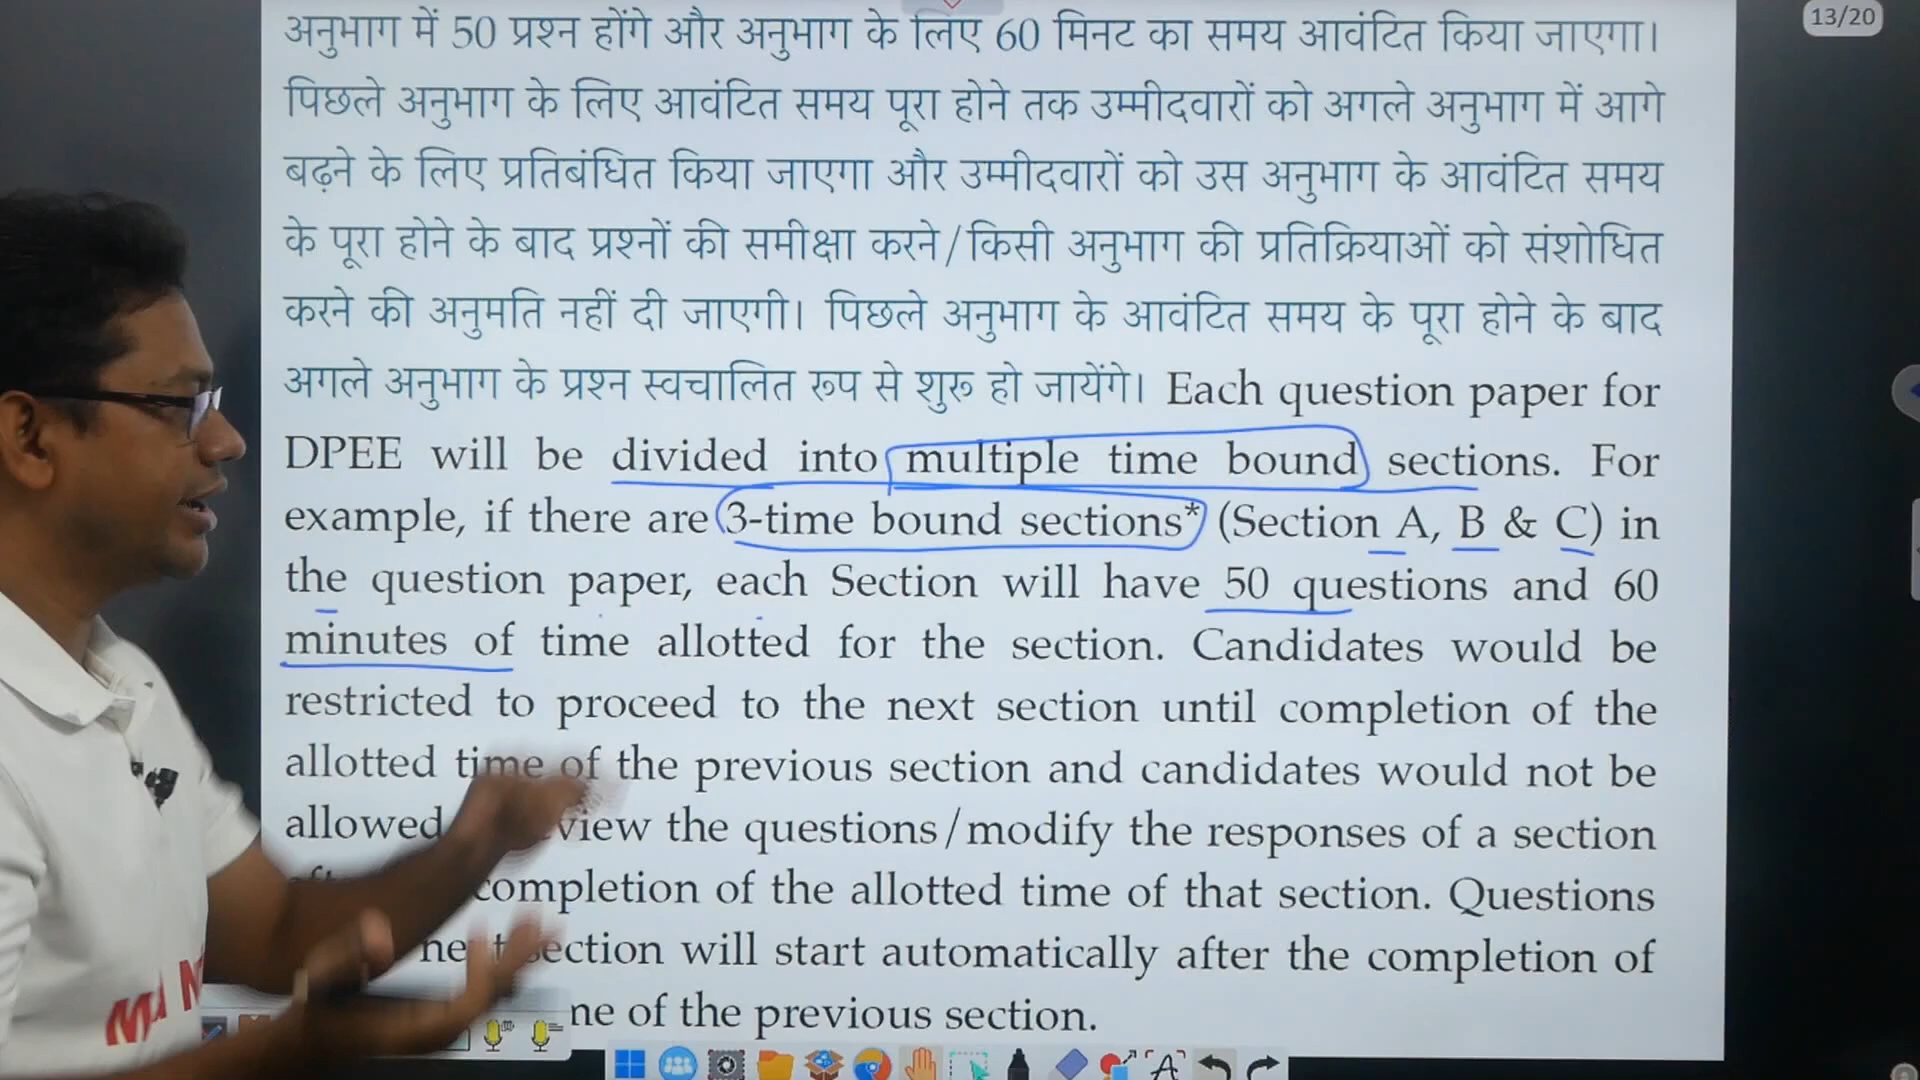 13/20
अनुभाग में 50 प्रश्न होंगे और अनुभाग के लिए 60 मिनट का समय आवंटित किया जाएगा।
पिछले अनुभाग के लिए आवंटित समय पूरा होने तक उम्मीदवारों को अगले अनुभाग में आगे
बढ़ने के लिए प्रतिबंधित किया जाएगा और उम्मीदवारों को उस अनुभाग के आवंटित समय
के पूरा होने के बाद प्रश्नों की समीक्षा करने/किसी अनुभाग की प्रतिक्रियाओं को संशोधित
करने की अनुमति नहीं दी जाएगी। पिछले अनुभाग के आवंटित समय के पूरा होने के बाद
अगले अनुभाग के प्रश्न स्वचालित रूप से शुरू हो जायेंगे। Each question paper for
DPEE will be divided into multiple time bound sections. For
example, if there are 3-time bound sections* (Section A, B & C) in
the question paper, each Section will have 50 questions and 60
minutes of time allotted for the section. Candidates would be
restricted to proceed to the next section until completion of the
allotted time of the previous section and candidates would not be
allowed the questions/modify the responses of a section
completion of the allotted time of that section. Questions
section will start automatically after the completion of
of the previous section.